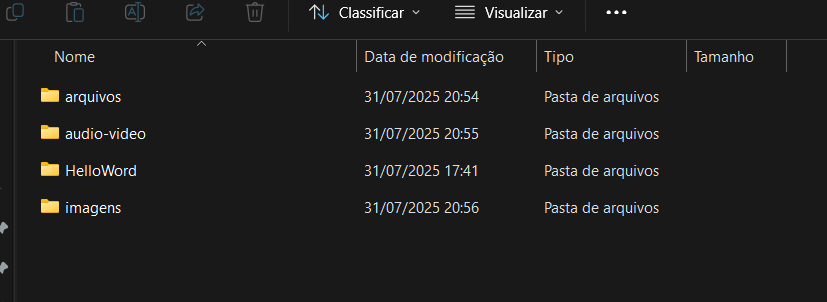 Classificar Visualizar
Nome Data de modificação Tipo Tamanho
arquivos 31/07/2025 20:54 Pasta de arquivos
audio-video 31/07/2025 20:55 Pasta de arquivos
HelloWord 31/07/2025 17:41 Pasta de arquivos
imagens 31/07/2025 20:56 Pasta de arquivos